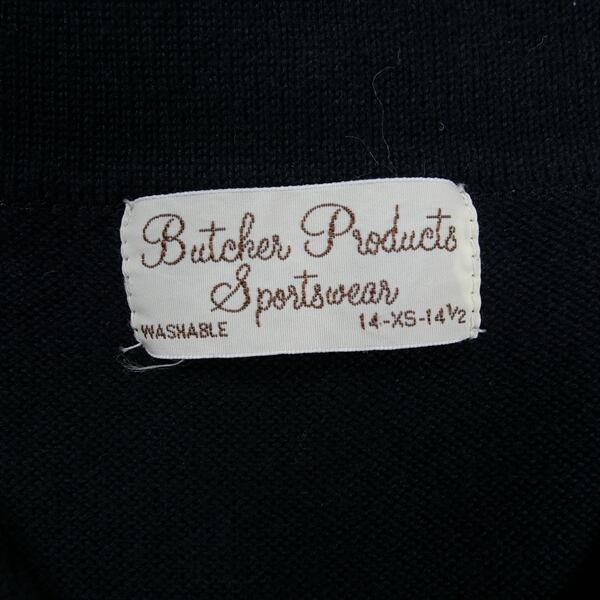 Butcher Products
Sportswear
WASHABLE 14-XS-14½